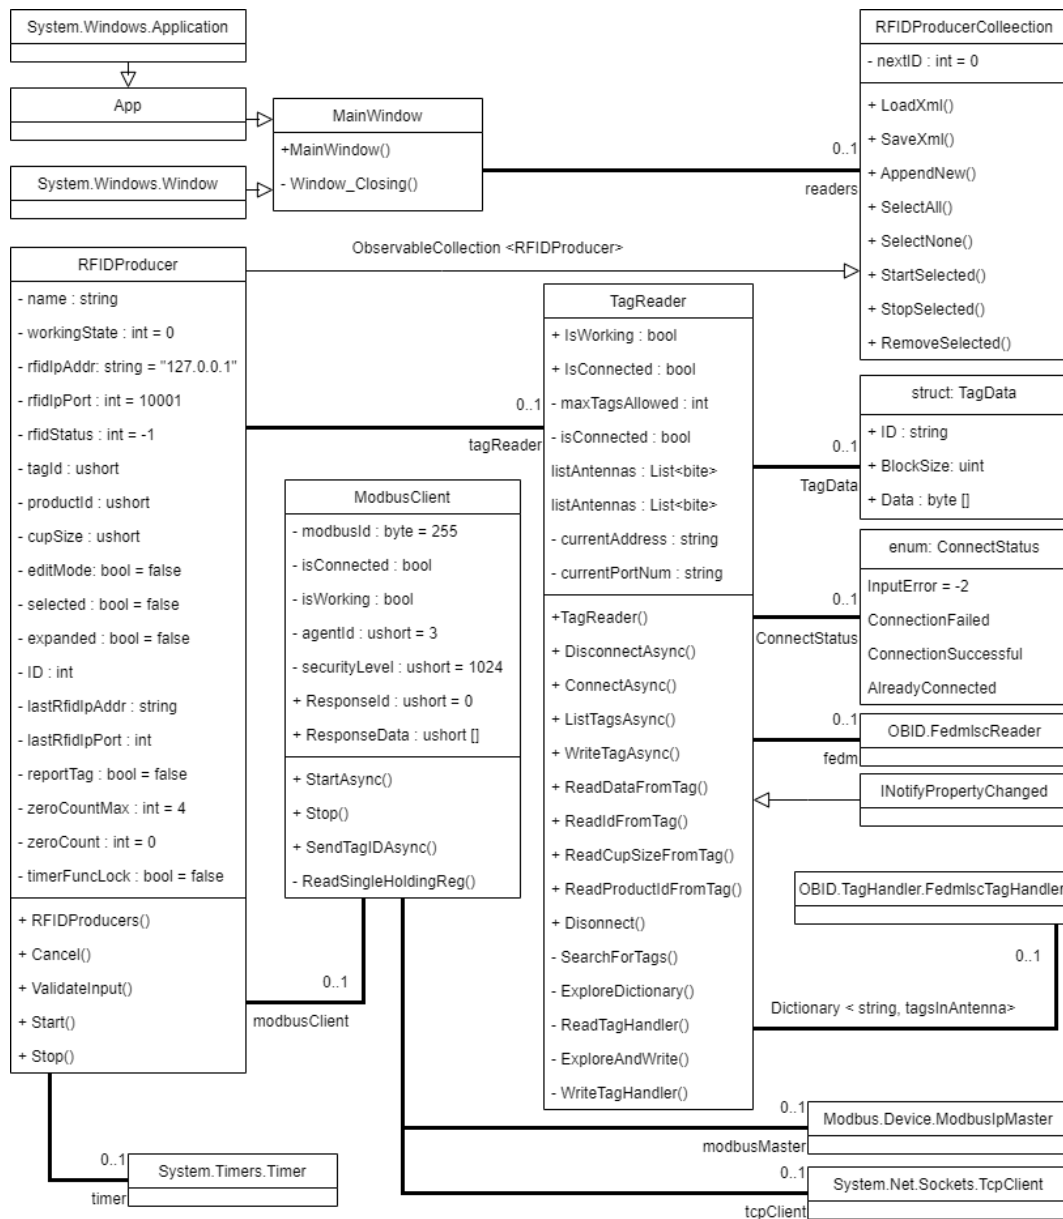 System.Windows.Application
App
System.Windows.Window
MainWindow
+MainWindow()
- Window_Closing()
0..1
readers
RFIDProducerColleection
- nextID : int = 0
+ LoadXml()
+ SaveXml()
+ AppendNew()
+ SelectAll()
+ SelectNone()
+ StartSelected()
+ StopSelected()
+ RemoveSelected()
ObservableCollection <RFIDProducer>
RFIDProducer
- name : string
- workingState : int = 0
- rfidIpAddr: string = "127.0.0.1"
- rfidIpPort : int = 10001
- rfidStatus : int = -1
- tagId : ushort
- productId : ushort
- cupSize : ushort
- editMode: bool = false
- selected : bool = false
- expanded : bool = false
- ID : int
- lastRfidIpAddr : string
- lastRfidIpPort : int
- reportTag : bool = false
- zeroCountMax : int = 4
- zeroCount : int = 0
- timerFuncLock : bool = false
+ RFIDProducers()
+ Cancel()
+ ValidateInput()
+ Start()
+ Stop()
0..1
tagReader
ModbusClient
- modbusId : byte = 255
- isConnected : bool
- isWorking : bool
- agentId : ushort = 3
- securityLevel : ushort = 1024
+ ResponseId : ushort = 0
+ ResponseData : ushort []
+ StartAsync()
+ Stop()
+ SendTagIDAsync()
- ReadSingleHoldingReg()
0..1
modbusClient
TagReader
+ IsWorking : bool
+ IsConnected : bool
- maxTagsAllowed : int
- isConnected : bool
listAntennas : List<bite>
listAntennas : List<bite>
- currentAddress : string
- currentPortNum : string
+TagReader()
+ DisconnectAsync()
+ ConnectAsync()
+ ListTagsAsync()
+ WriteTagAsync()
+ ReadDataFromTag()
+ ReadIdFromTag()
+ ReadCupSizeFromTag()
+ ReadProductIdFromTag()
+ Disonnect()
- SearchForTags()
- ExploreDictionary()
- ReadTagHandler()
- ExploreAndWrite()
- WriteTagHandler()
0..1
TagData
struct: TagData
+ ID : string
+ BlockSize: uint
+ Data : byte []
0..1
ConnectStatus
enum: ConnectStatus
InputError = -2
ConnectionFailed
ConnectionSuccessful
AlreadyConnected
0..1
fedm
OBID.FedmIscReader
INotifyPropertyChanged
OBID.TagHandler.FedmIscTagHandler
0..1
Dictionary < string, tagsInAntenna>
0..1
modbusMaster
Modbus.Device.ModbusIpMaster
0..1
tcpClient
System.Net.Sockets.TcpClient
0..1
timer
System.Timers.Timer